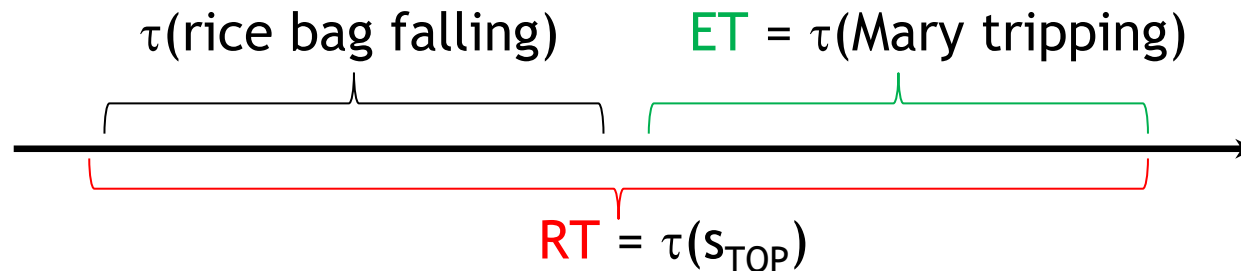 τ(rice bag falling)
ET = τ(Mary tripping)
RT = τ(sTOP)